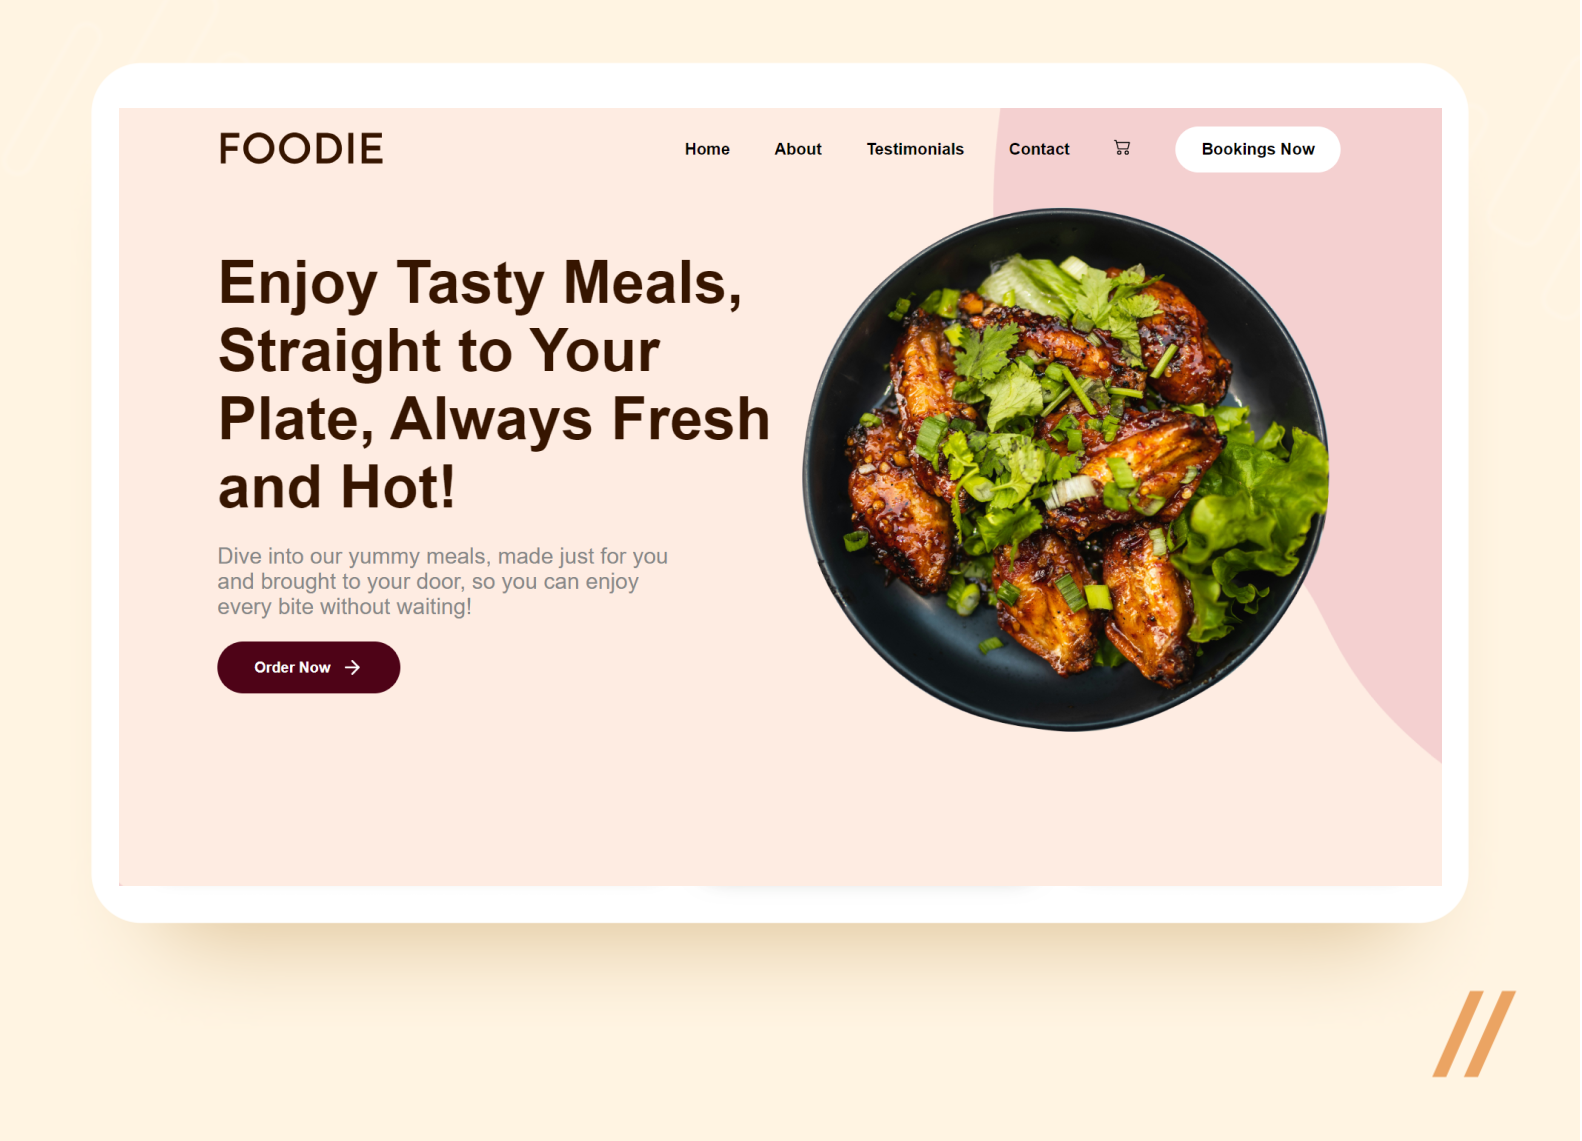 FOODIE
Home
About
Testimonials
Contact
Bookings Now
Enjoy Tasty Meals,
Straight to Your
Plate, Always Fresh
and Hot!
Dive into our yummy meals, made just for you
and brought to your door, so you can enjoy
every bite without waiting!
Order Now